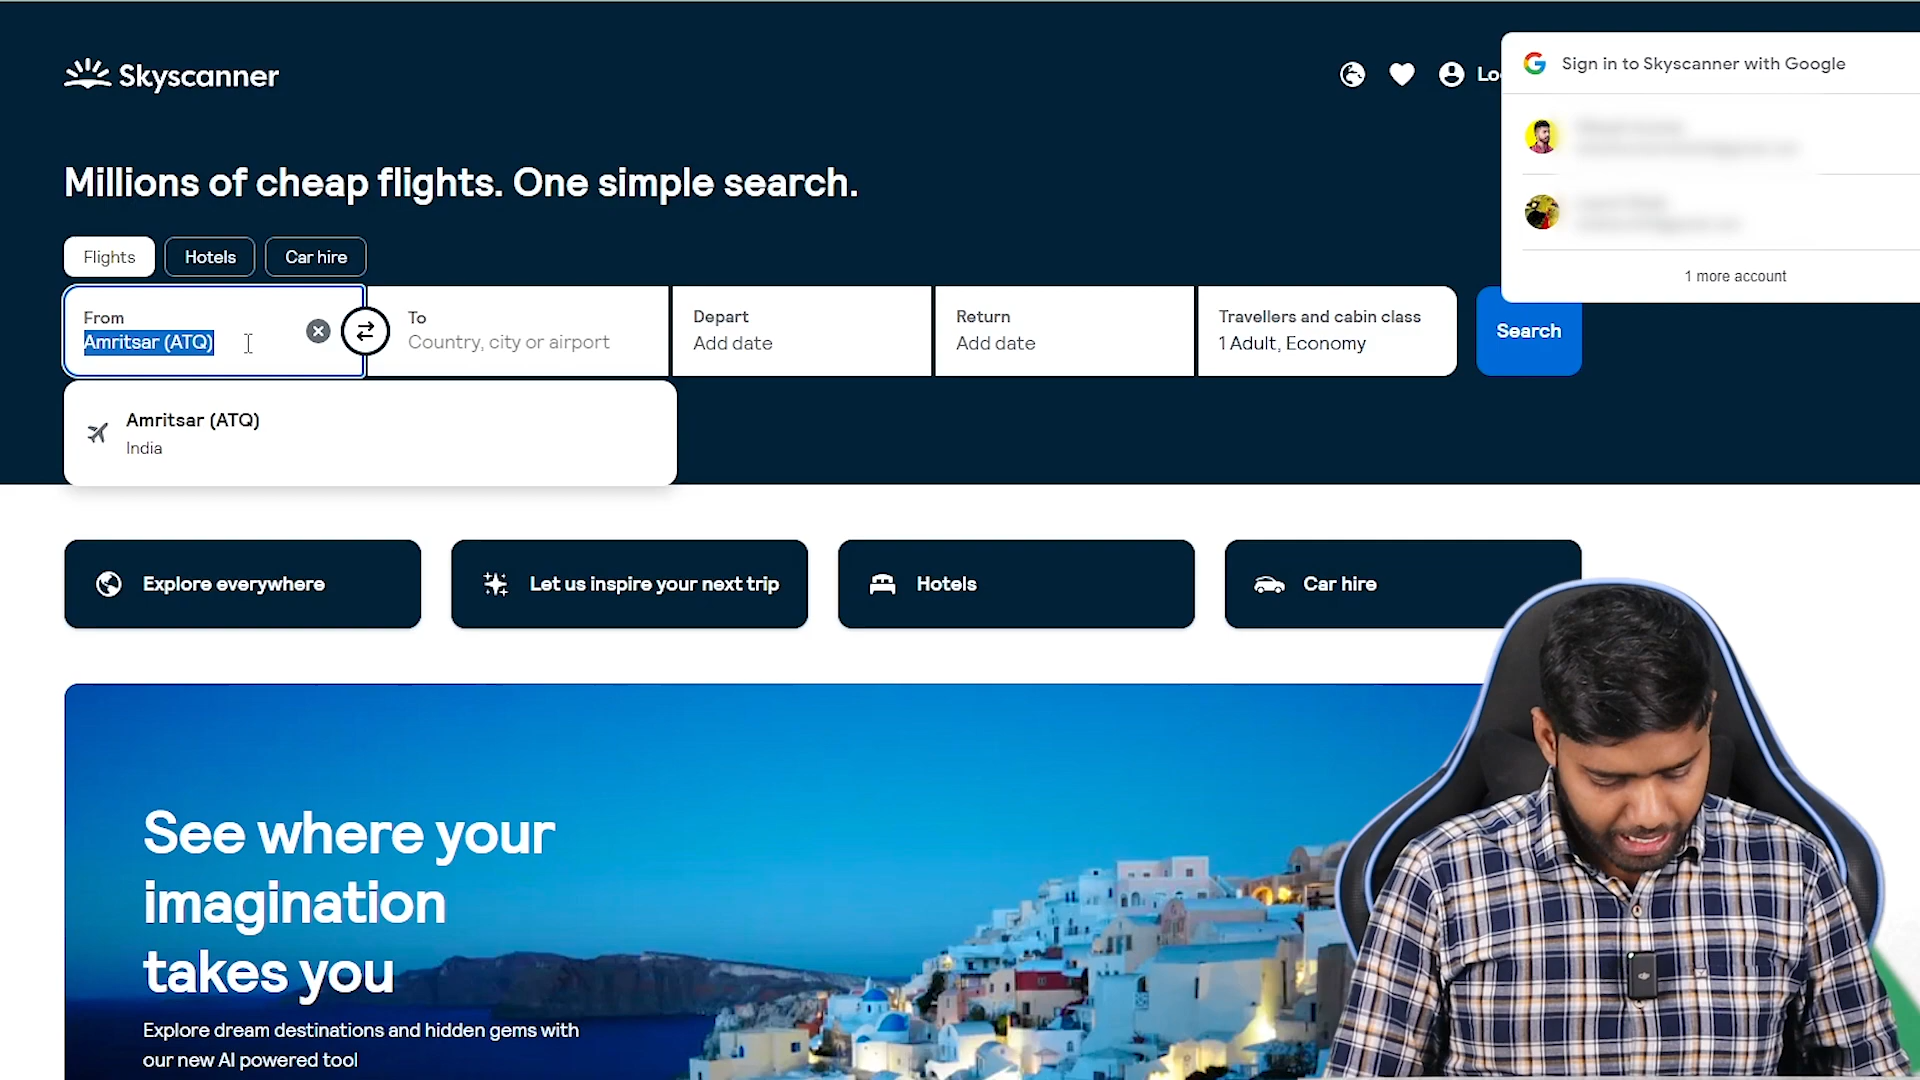 Skyscanner
Sign in to Skyscanner with Google
Millions of cheap flights. One simple search.
1 more account
Flights
Hotels
Car hire
From
Amritsar (ATQ)
To
Country, city or airport
Depart
Add date
Return
Add date
Travellers and cabin class
1 Adult, Economy
Search
Amritsar (ATQ)
India
Explore everywhere
Let us inspire your next trip
Hotels
Car hire
See where your
imagination
takes you
Explore dream destinations and hidden gems with
our new AI powered tool